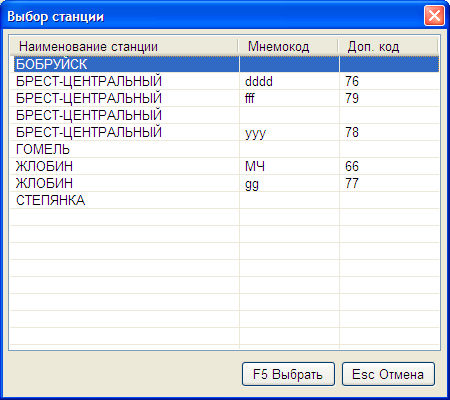 Выбор станции
Наименование станции Мнемокод Доп. код
БОБРУЙСК
БРЕСТ-ЦЕНТРАЛЬНЫЙ dddd 76
БРЕСТ-ЦЕНТРАЛЬНЫЙ fff 79
БРЕСТ-ЦЕНТРАЛЬНЫЙ
БРЕСТ-ЦЕНТРАЛЬНЫЙ yyy 78
ГОМЕЛЬ
ЖЛОБИН МЧ 66
ЖЛОБИН gg 77
СТЕПЯНКА
F5 Выбрать Esc Отмена